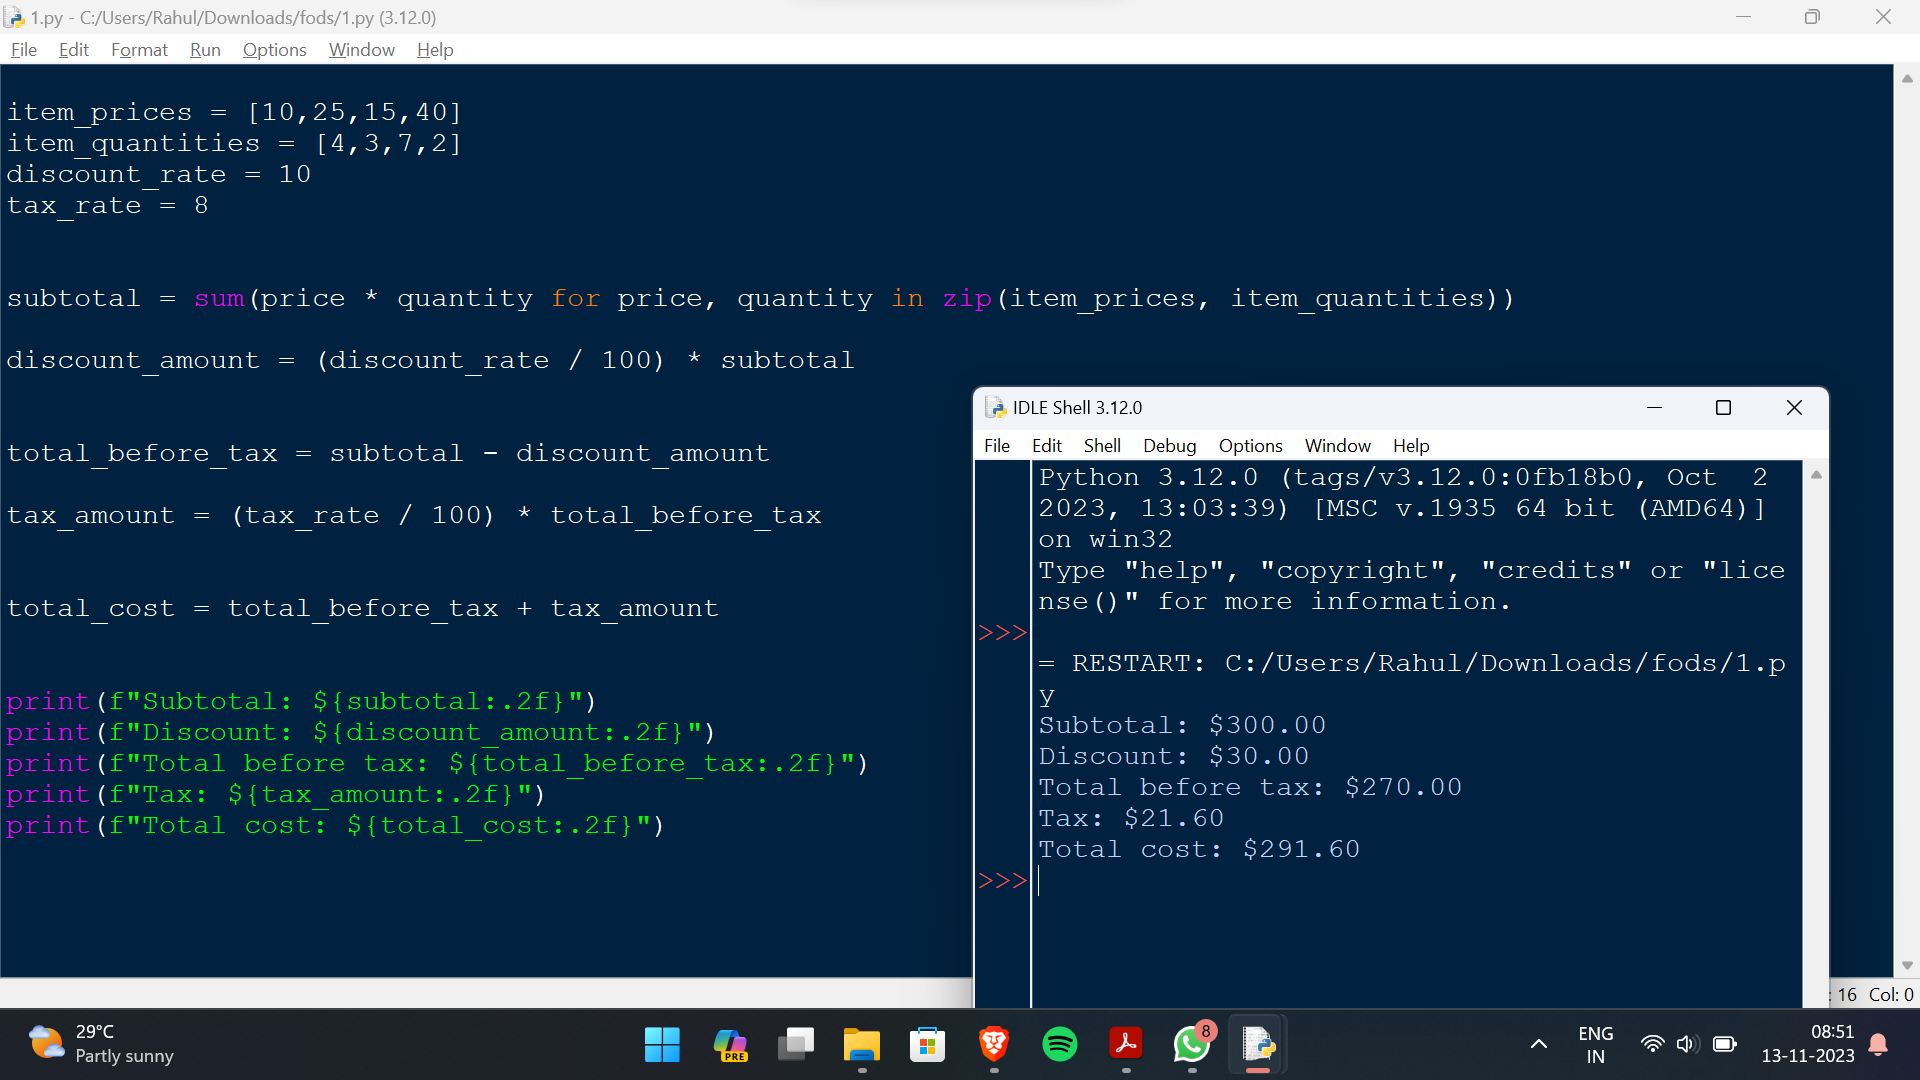 1.py - C:/Users/Rahul/Downloads/fods/1.py (3.12.0)
File Edit Format Run Options Window Help
item_prices = [10,25,15,40]
item_quantities = [4,3,7,2]
discount_rate = 10
tax_rate = 8
subtotal = sum(price * quantity for price, quantity in zip(item_prices, item_quantities))
discount_amount = (discount_rate / 100) * subtotal
total_before_tax = subtotal - discount_amount
tax_amount = (tax_rate / 100) * total_before_tax
total_cost = total_before_tax + tax_amount
print(f"Subtotal: ${subtotal:.2f}")
print(f"Discount: ${discount_amount:.2f}")
print(f"Total before tax: ${total_before_tax:.2f}")
print(f"Tax: ${tax_amount:.2f}")
print(f"Total cost: ${total_cost:.2f}")
IDLE Shell 3.12.0
File Edit Shell Debug Options Window Help
Python 3.12.0 (tags/v3.12.0:0fb18b0, Oct  2
2023, 13:03:39) [MSC v.1935 64 bit (AMD64)]
on win32
Type "help", "copyright", "credits" or "lice
nse()" for more information.
>>>
= RESTART: C:/Users/Rahul/Downloads/fods/1.p
y
Subtotal: $300.00
Discount: $30.00
Total before tax: $270.00
Tax: $21.60
Total cost: $291.60
>>>
: 16 Col: 0
29°C
Partly sunny
PRE
8
ENG
IN
08:51
13-11-2023